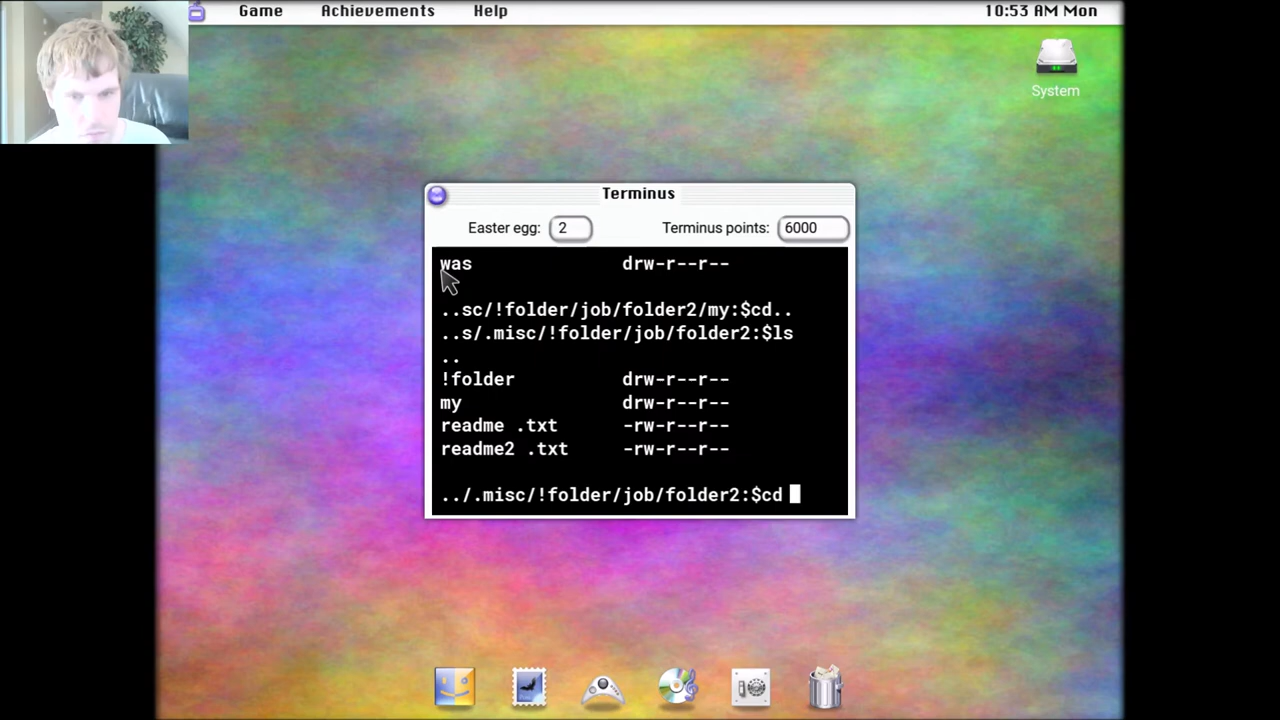 Game Achievements Help 10:53 AM Mon
System
Terminus
Easter egg: 2 Terminus points: 6000
was drw-r--r--
..sc/!folder/job/folder2/my:$cd..
..s/.misc/!folder/job/folder2:$ls
..
!folder drw-r--r--
my drw-r--r--
readme .txt -rw-r--r--
readme2 .txt -rw-r--r--
../.misc/!folder/job/folder2:$cd